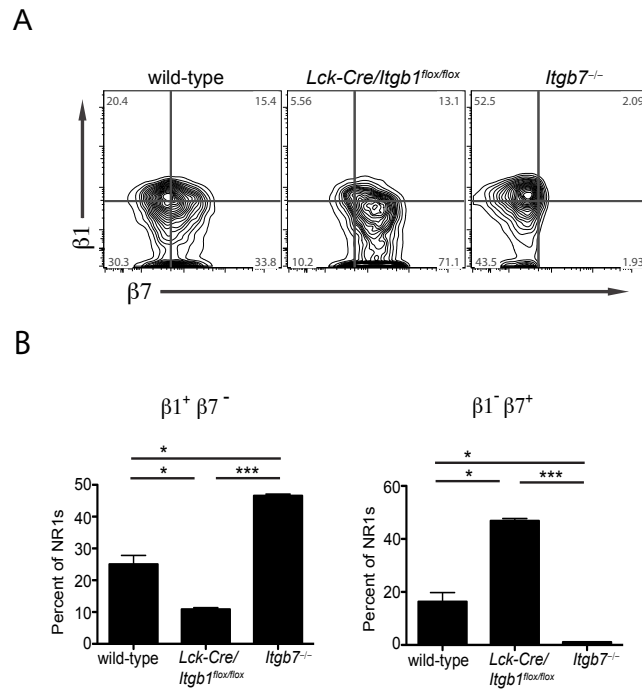 A
wild-type
Lck-Cre/Itgb1flox/flox
Itgb7–/–
20.4 15.4
5.56 13.1
52.5 2.09
30.3 33.8
10.2 71.1
43.5 1.93
β1
β7
B
β1+ β7 -
β1- β7+
*
* ***
50
40
30
20
10
0
Percent of NR1s
wild-type
Lck-Cre/
Itgb1flox/flox
Itgb7–/–
*
* ***
60
40
20
0
Percent of NR1s
wild-type
Lck-Cre/
Itgb1flox/flox
Itgb7–/–